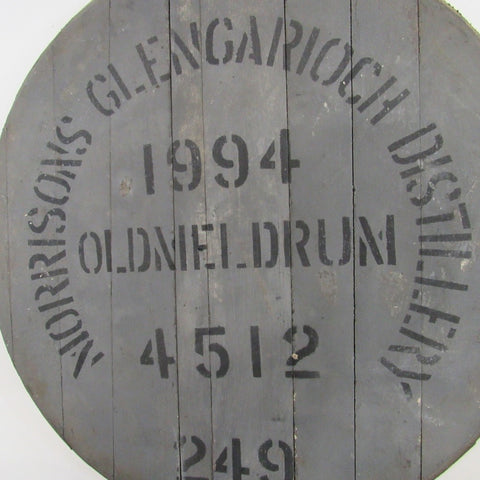 MORRISONS GLENGARIOCH DISTILLERY
1994
OLDMELDRUM
4512
249